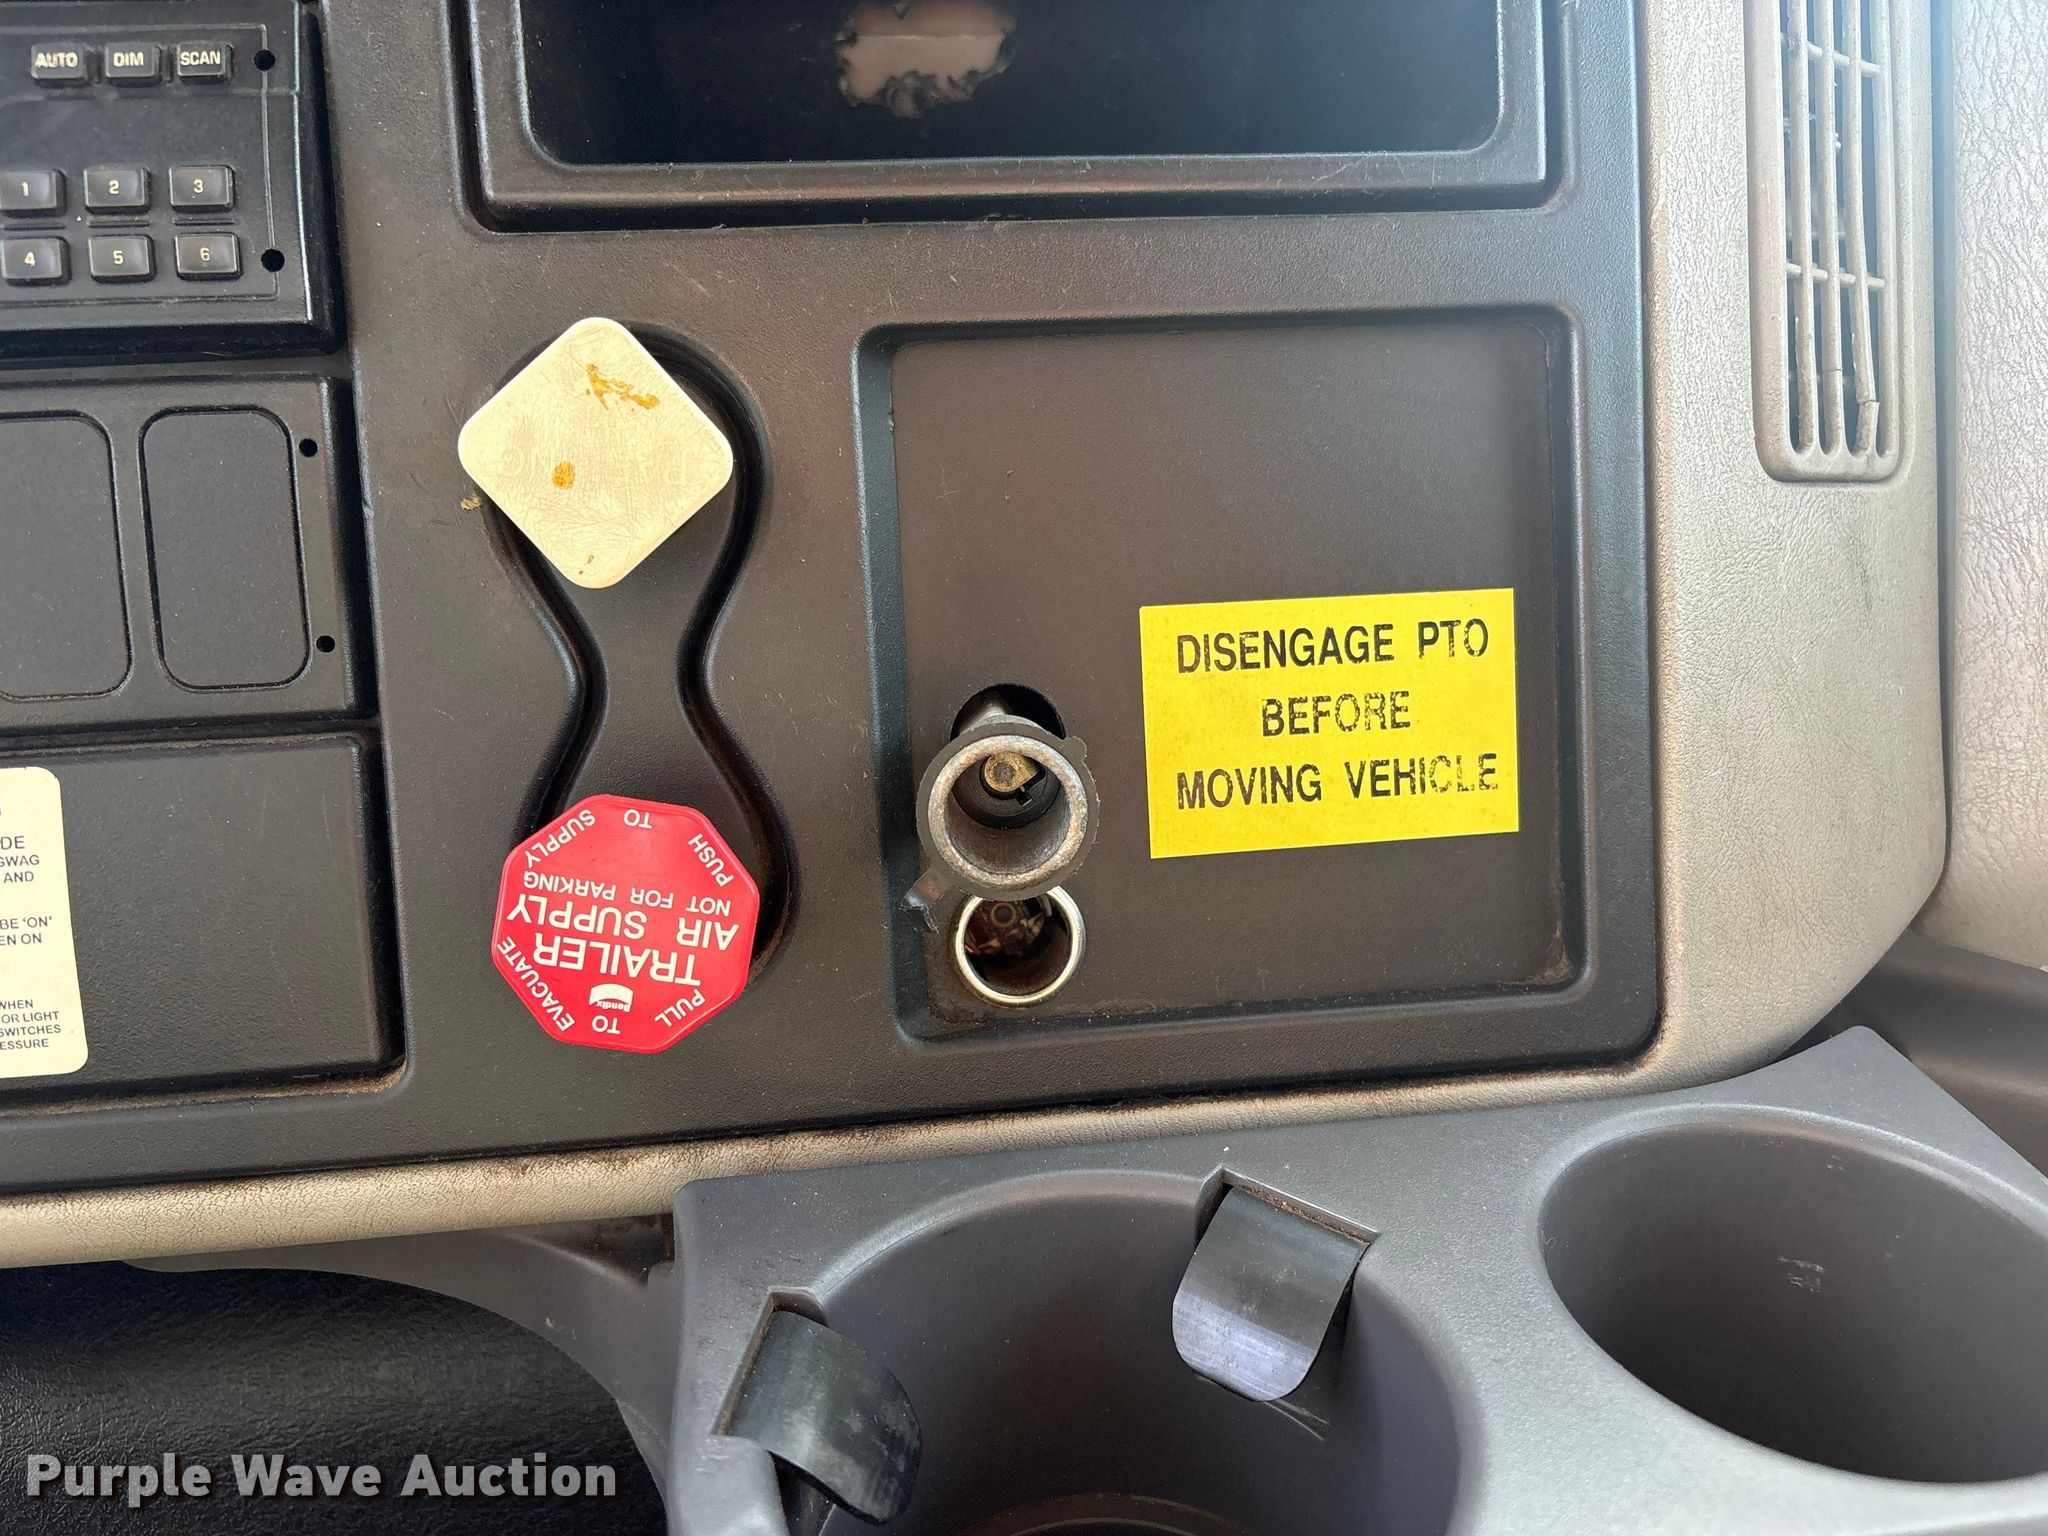 AUTO DIM SCAN
1 2 3
4 5 6
DISENGAGE PTO
BEFORE
MOVING VEHICLE
PUSH
TO
SUPPLY
NOT FOR PARKING
AIR SUPPLY
TRAILER
Bendix
PULL
TO
EVACUATE
DE
GWAG
AND
BE 'ON'
EN ON
WHEN
OR LIGHT
SWITCHES
ESSURE
Purple Wave Auction